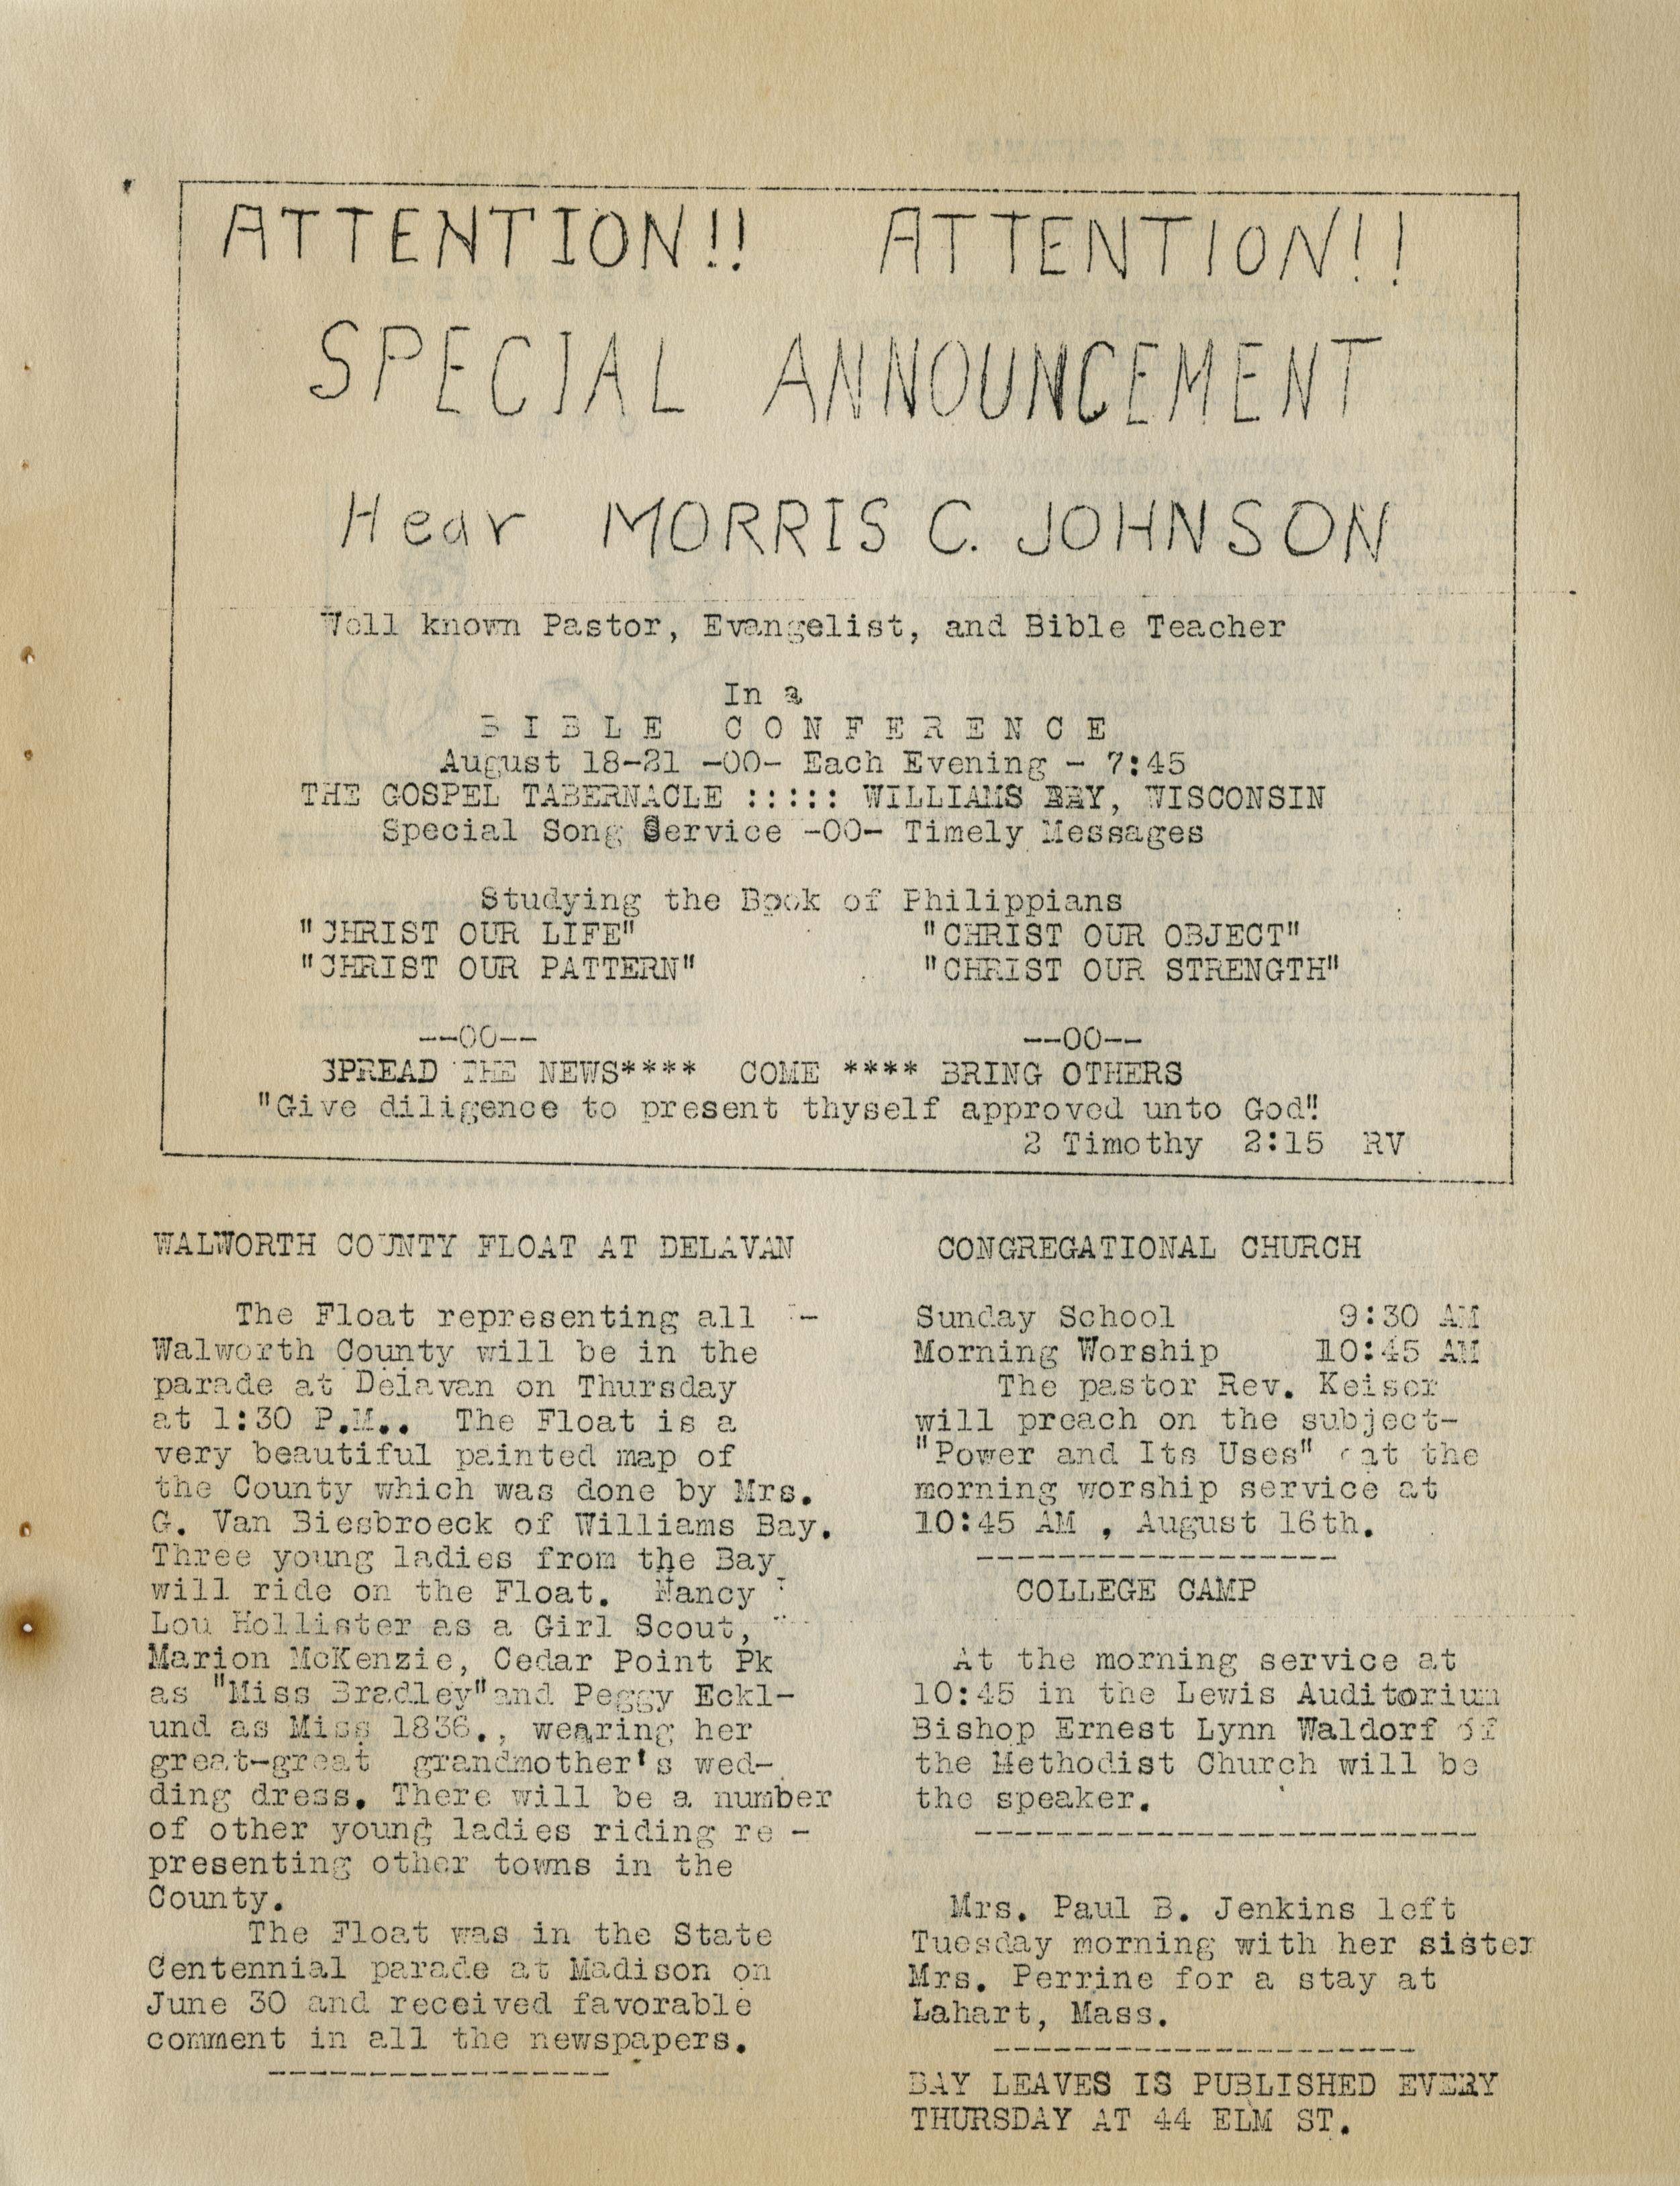 ATTENTION!! ATTENTION!!
SPECIAL ANNOUNCEMENT
Hear MORRIS C. JOHNSON
Well known Pastor, Evangelist, and Bible Teacher
In a
B I B L E C O N F E R E N C E
August 18-21 -00- Each Evening - 7:45
THE GOSPEL TABERNACLE ::::: WILLIAMS BAY, WISCONSIN
Special Song Service -00- Timely Messages
Studying the Book of Philippians
"CHRIST OUR LIFE" "CHRIST OUR OBJECT"
"CHRIST OUR PATTERN" "CHRIST OUR STRENGTH"
--00-- --00--
SPREAD THE NEWS**** COME **** BRING OTHERS
"Give diligence to present thyself approved unto God"!
2 Timothy 2:15 RV
WALWORTH COUNTY FLOAT AT DELAVAN
The Float representing all -
Walworth County will be in the
parade at Delavan on Thursday
at 1:30 P.M.. The Float is a
very beautiful painted map of
the County which was done by Mrs.
G. Van Biesbroeck of Williams Bay.
Three young ladies from the Bay
will ride on the Float. Nancy
Lou Hollister as a Girl Scout,
Marion McKenzie, Cedar Point Pk
as "Miss Bradley"and Peggy Eckl-
und as Miss 1836., wearing her
great-great grandmother's wed-
ding dress. There will be a number
of other young ladies riding re -
presenting other towns in the
County.
The Float was in the State
Centennial parade at Madison on
June 30 and received favorable
comment in all the newspapers.
-----------------
CONGREGATIONAL CHURCH
Sunday School 9:30 AM
Morning Worship 10:45 AM
The pastor Rev. Keiser
will preach on the subject-
"Power and Its Uses" at the
morning worship service at
10:45 AM , August 16th.
------------------
COLLEGE CAMP
At the morning service at
10:45 in the Lewis Auditorium
Bishop Ernest Lynn Waldorf of
the Methodist Church will be
the speaker.
-------------------------
Mrs. Paul B. Jenkins left
Tuesday morning with her sister
Mrs. Perrine for a stay at
Lahart, Mass.
---------------------
BAY LEAVES IS PUBLISHED EVERY
THURSDAY AT 44 ELM ST.